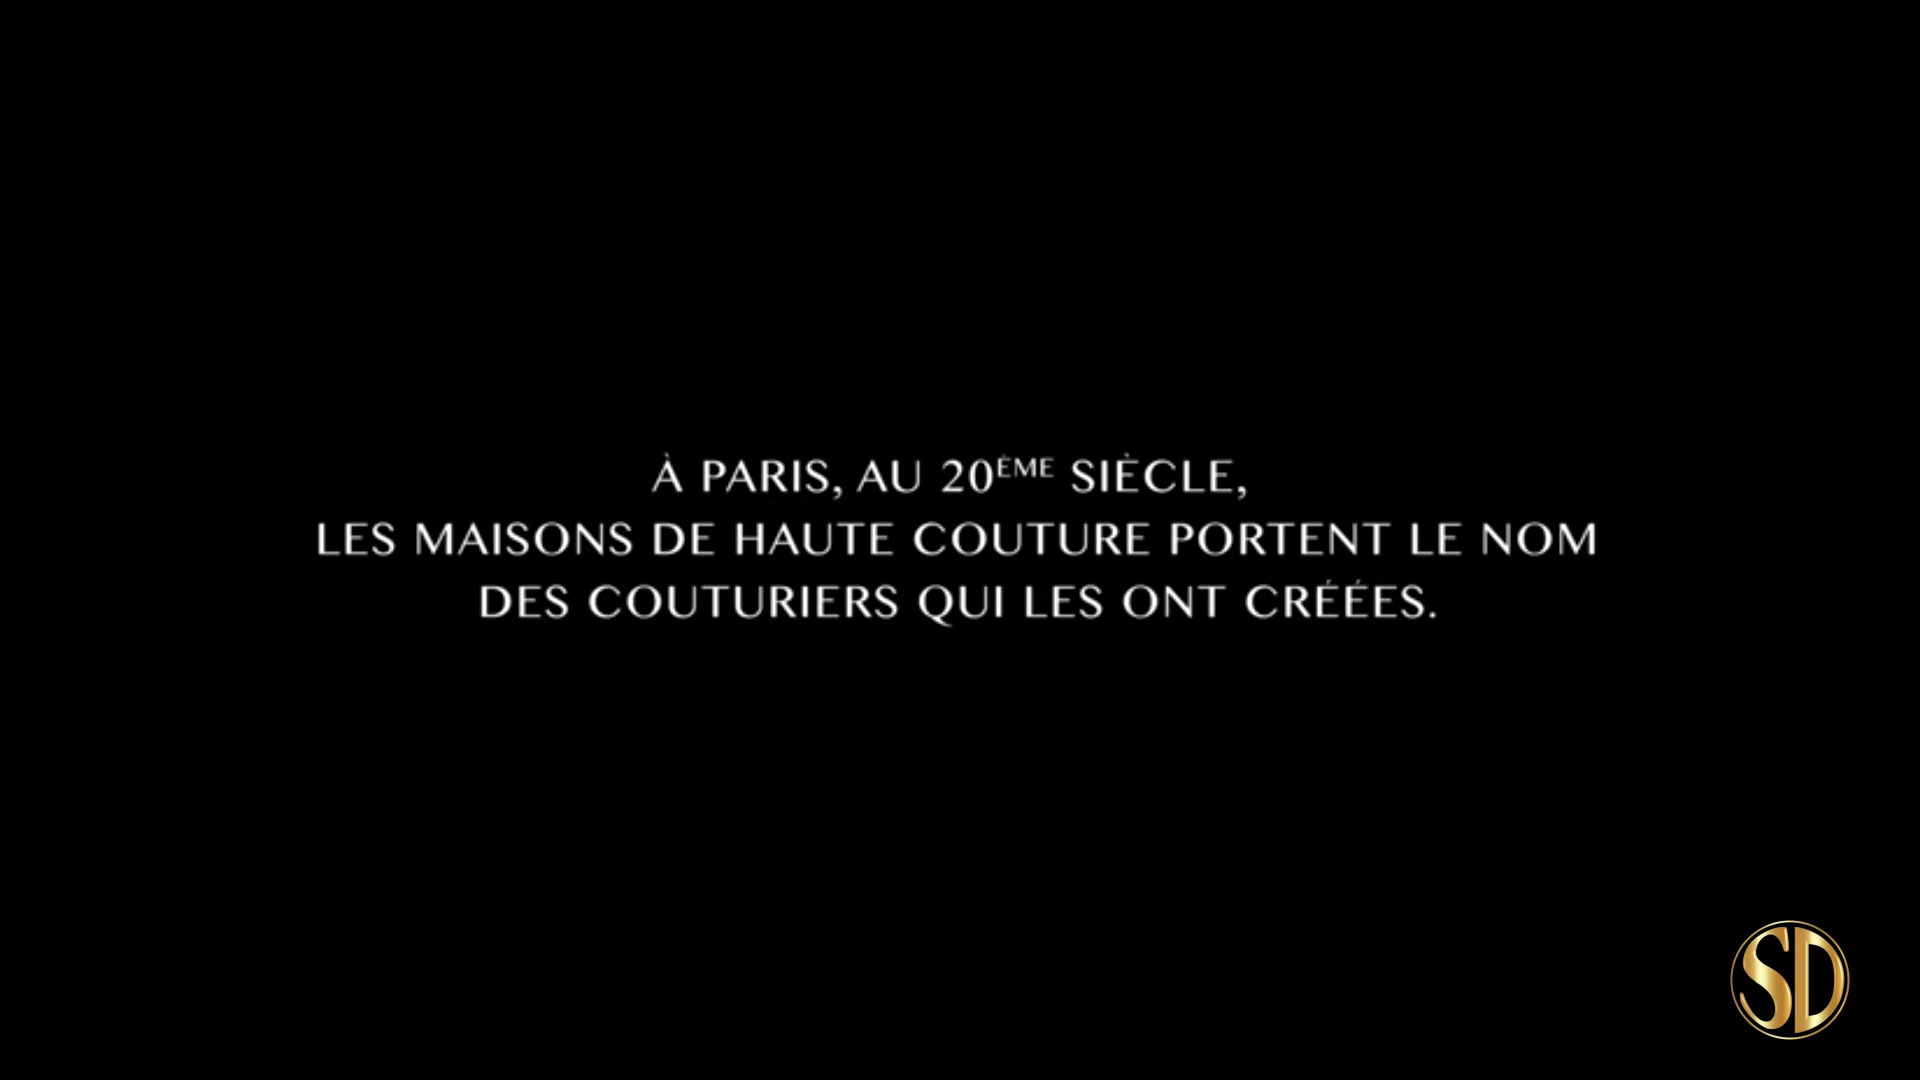 À PARIS, AU 20ÈME SIÈCLE,
LES MAISONS DE HAUTE COUTURE PORTENT LE NOM
DES COUTURIERS QUI LES ONT CRÉÉES.
SD